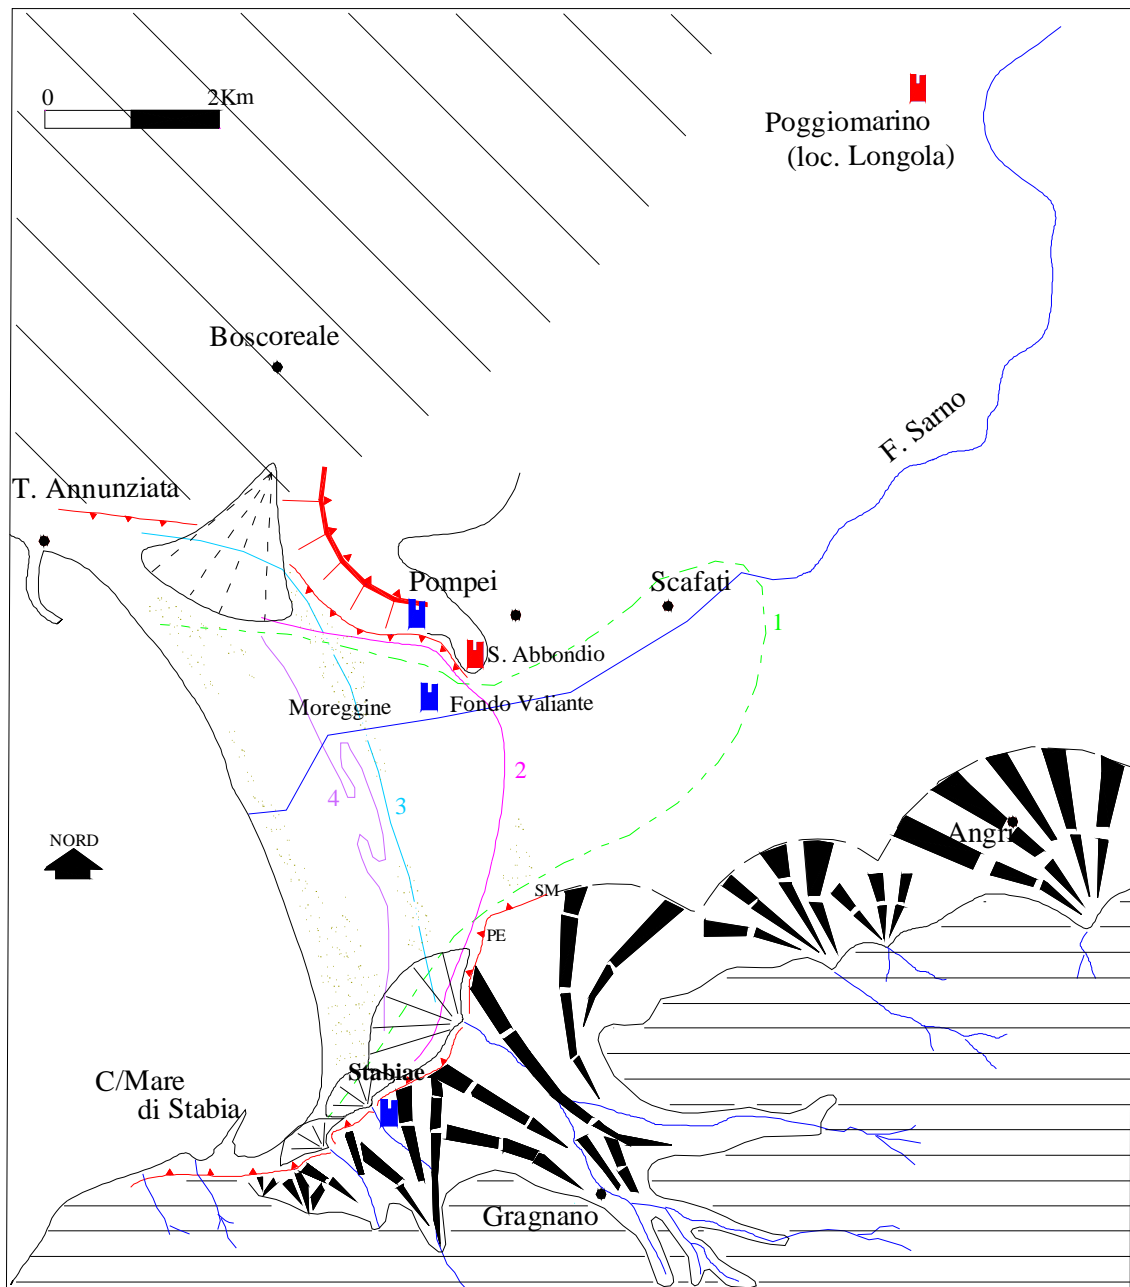 0 2Km
Poggiomarino
(loc. Longola)
Boscoreale
F. Sarno
T. Annunziata
Pompei
Scafati
1
S. Abbondio
Moreggine
Fondo Valiante
2
4
3
NORD
Angri
SM
PE
Stabiae
C/Mare
di Stabia
Gragnano